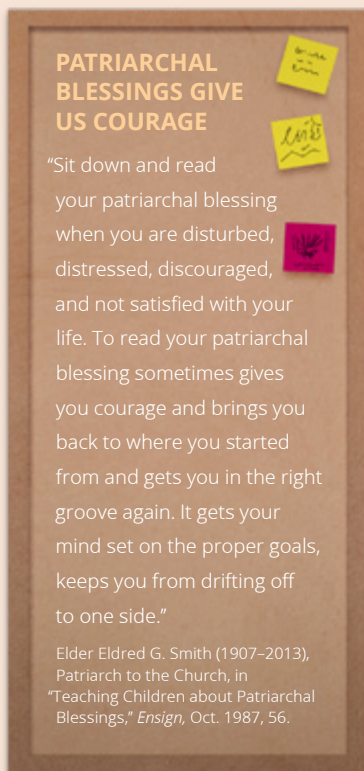 PATRIARCHAL
BLESSINGS GIVE
US COURAGE
“Sit down and read
your patriarchal blessing
when you are disturbed,
distressed, discouraged,
and not satisfied with your
life. To read your patriarchal
blessing sometimes gives
you courage and brings you
back to where you started
from and gets you in the right
groove again. It gets your
mind set on the proper goals,
keeps you from drifting off
to one side.”
Elder Eldred G. Smith (1907–2013),
Patriarch to the Church, in
“Teaching Children about Patriarchal
Blessings,” Ensign, Oct. 1987, 56.